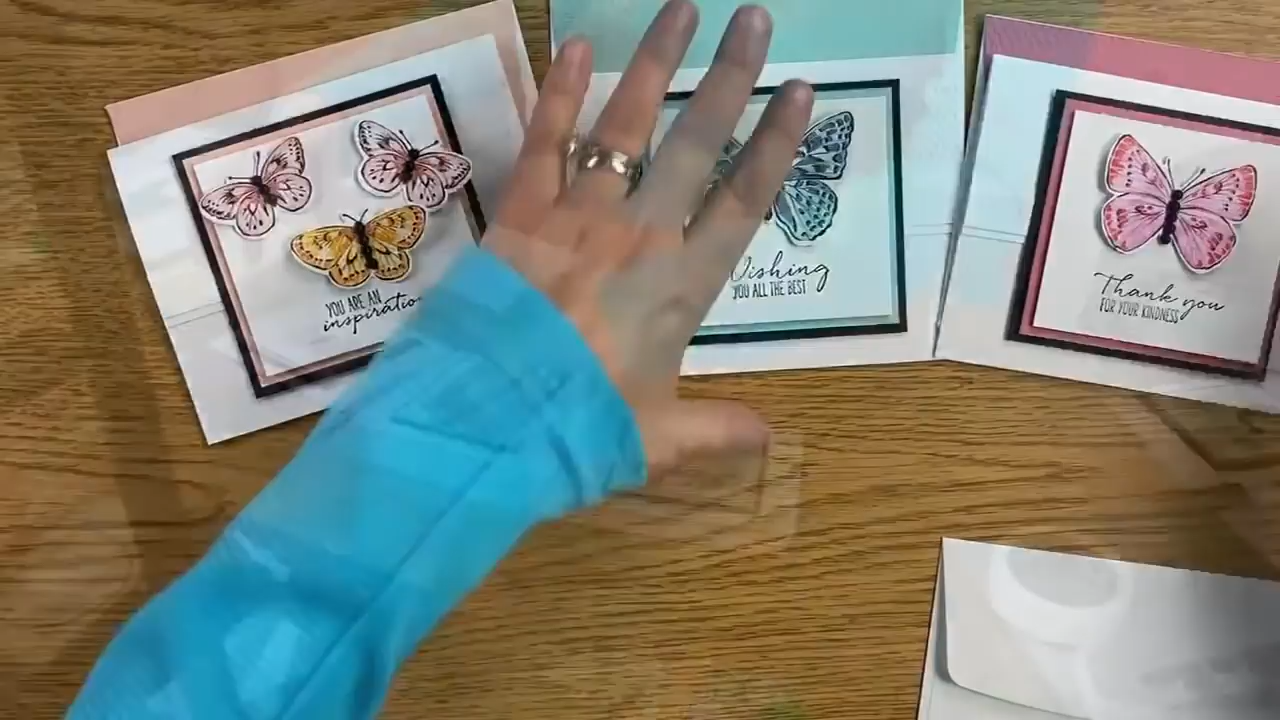 YOU ARE AN
inspiration
Wishing
YOU ALL THE BEST
Thank you
FOR YOUR KINDNESS